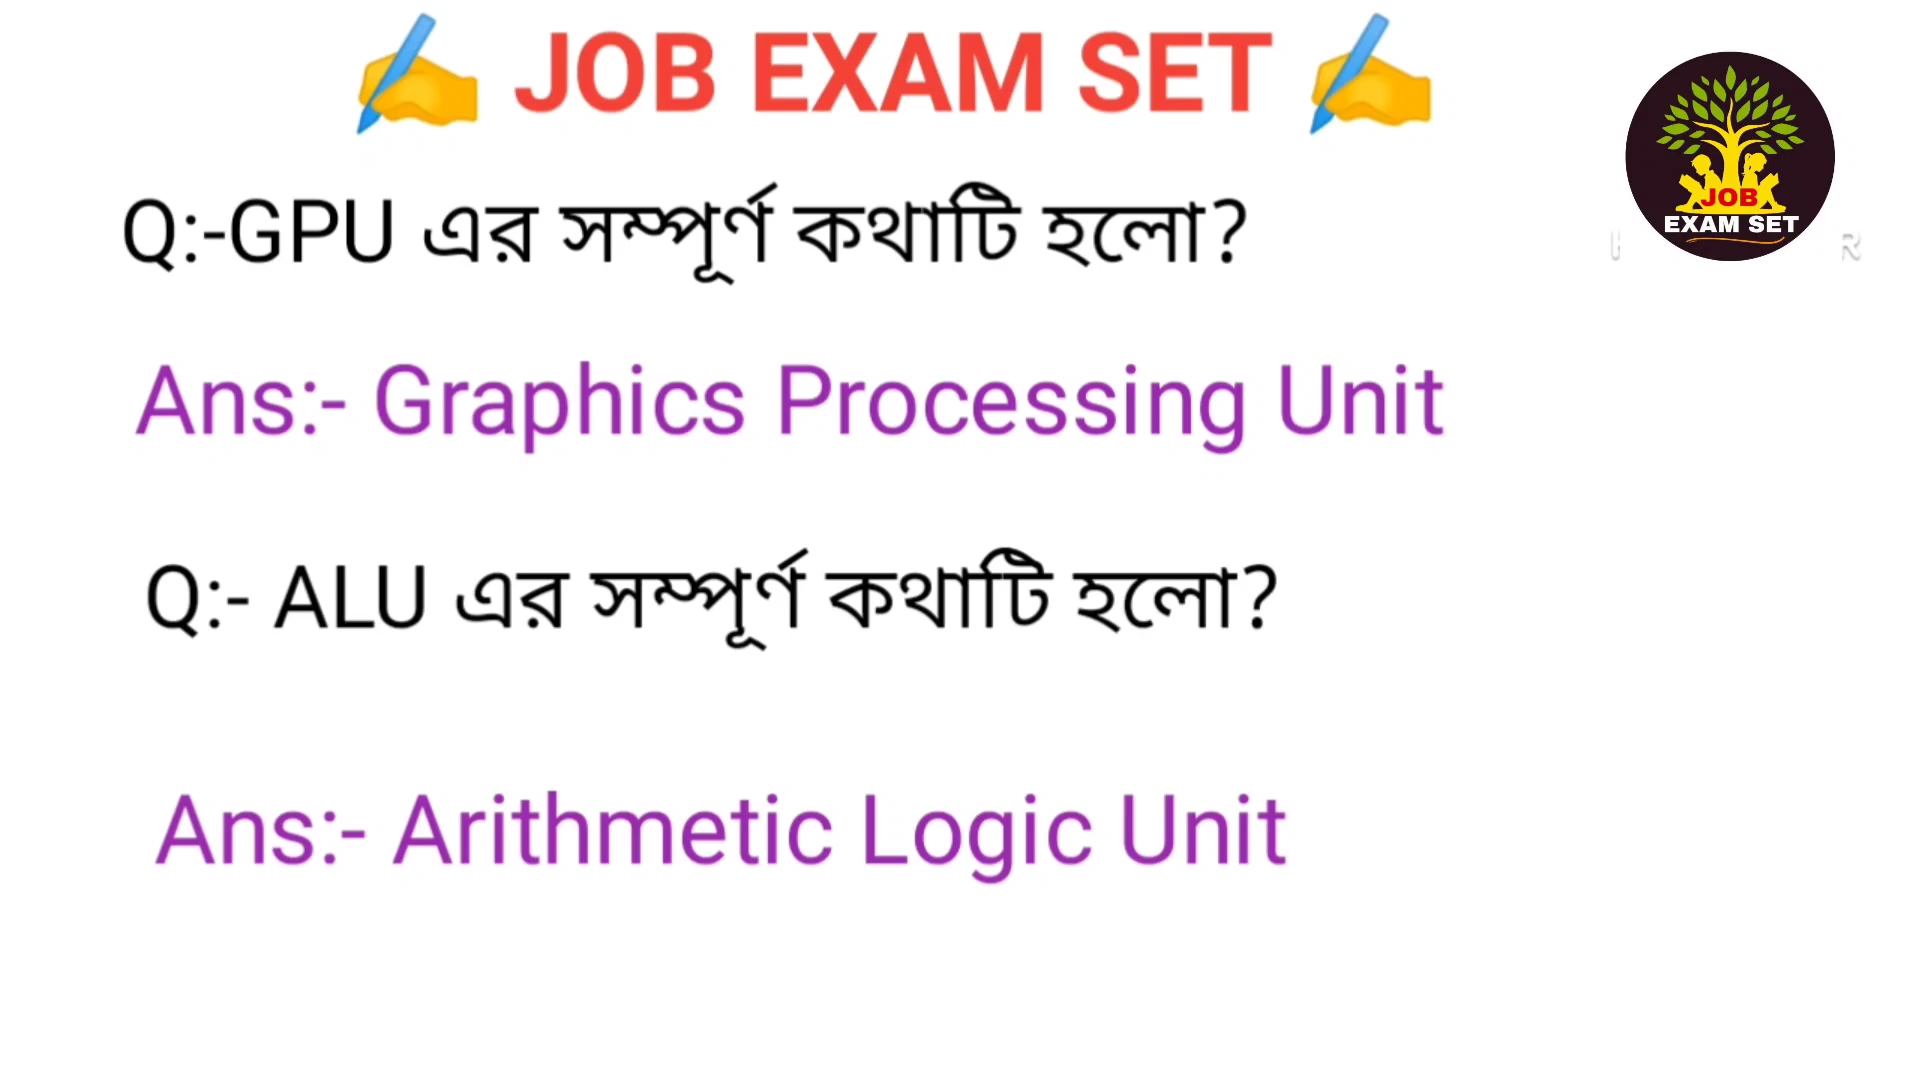 ✍ JOB EXAM SET ✍
JOB
EXAM SET
Q:-GPU এর সম্পূর্ণ কথাটি হলো?
Ans:- Graphics Processing Unit
Q:- ALU এর সম্পূর্ণ কথাটি হলো?
Ans:- Arithmetic Logic Unit